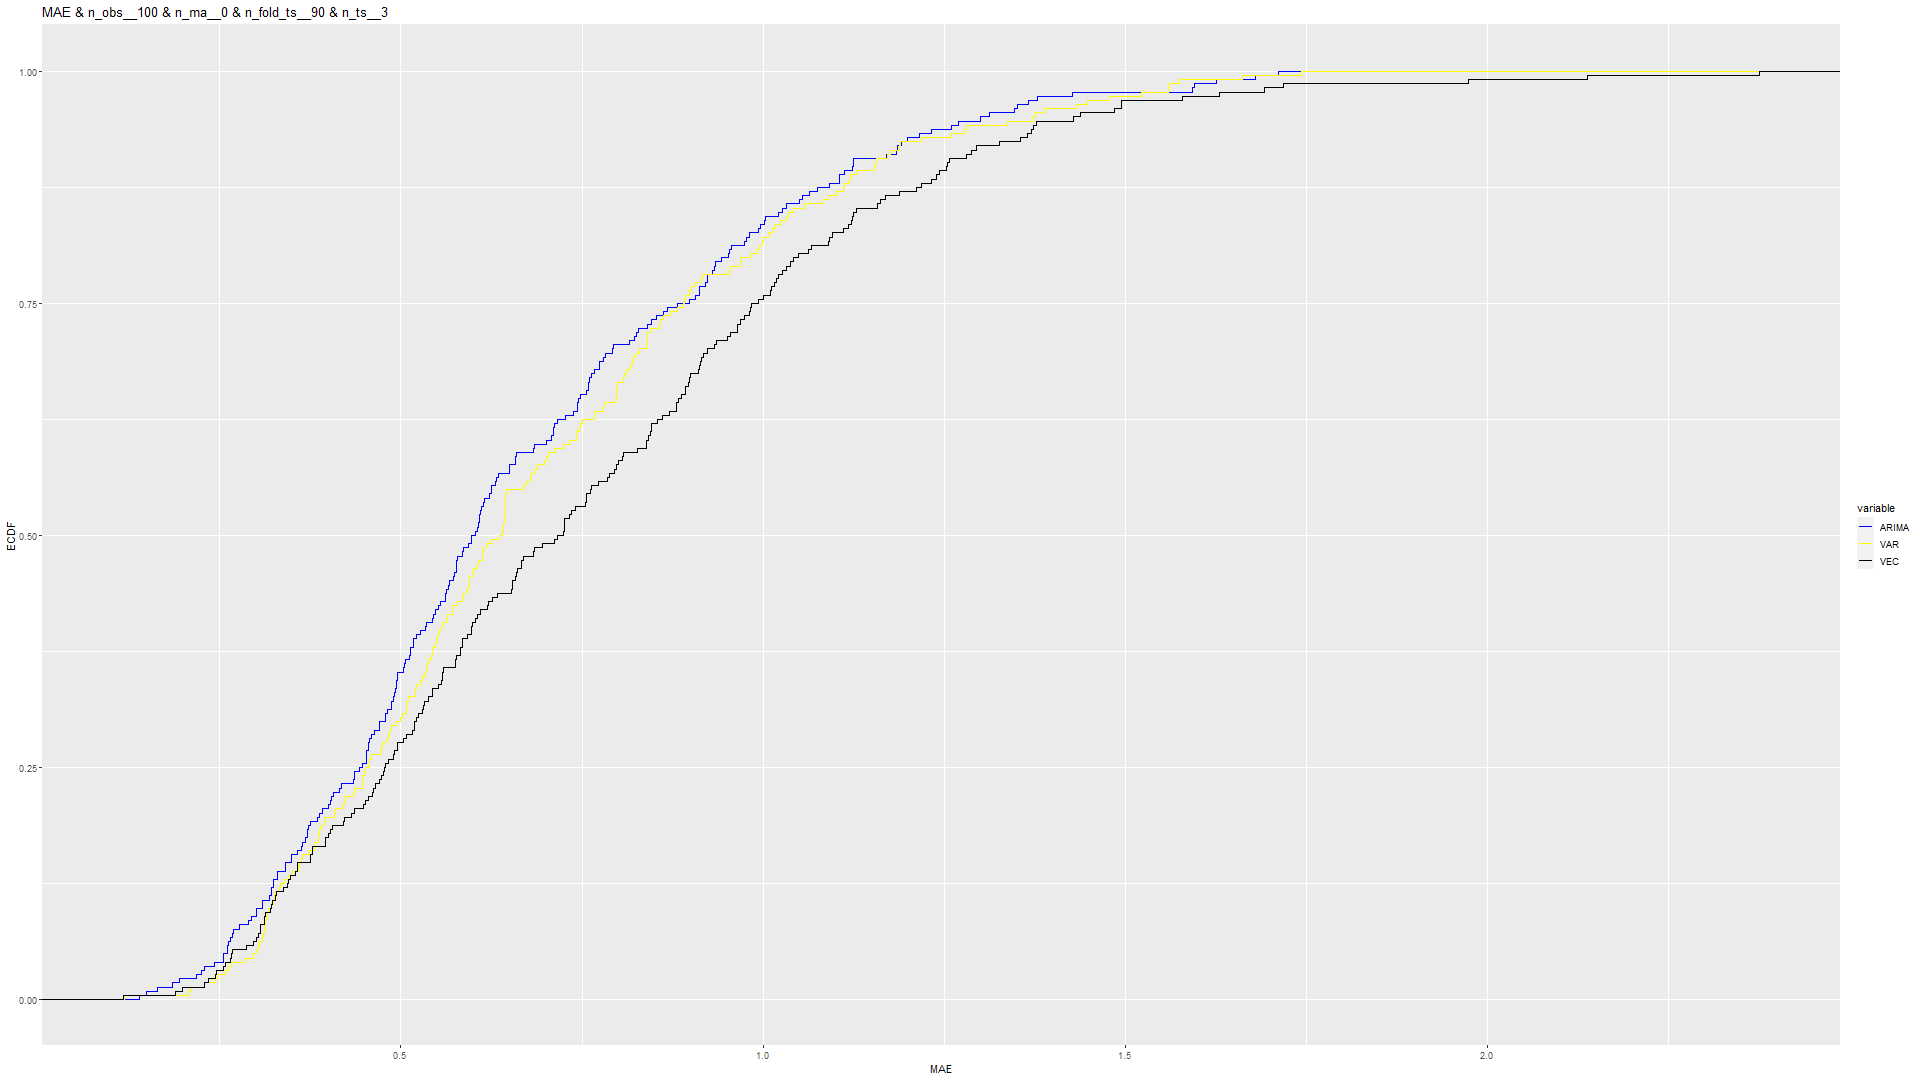 MAE & n_obs__100 & n_ma__0 & n_fold_ts__90 & n_ts__3
1.00
0.75
0.50
0.25
0.00
ECDF
0.5
1.0
1.5
2.0
MAE
variable
ARIMA
VAR
VEC